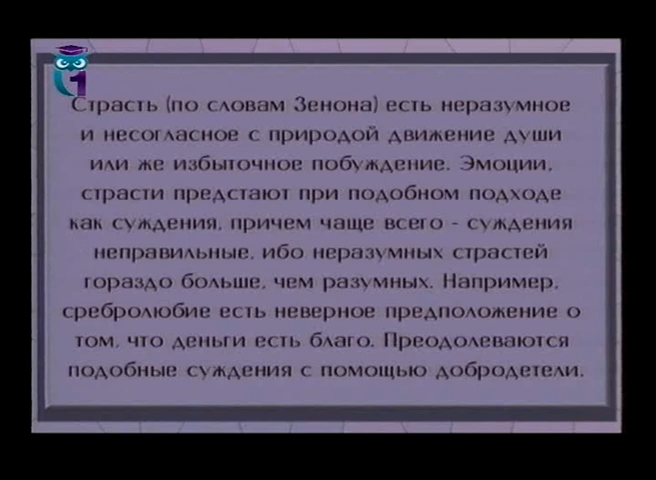 1
Страсть (по словам Зенона) есть неразумное
и несогласное с природой движение души
или же избыточное побуждение. Эмоции,
страсти предстают при подобном подходе
как суждения, причем чаще всего - суждения
неправильные, ибо неразумных страстей
гораздо больше, чем разумных. Например,
сребролюбие есть неверное предположение о
том, что деньги есть благо. Преодолеваются
подобные суждения с помощью добродетели.